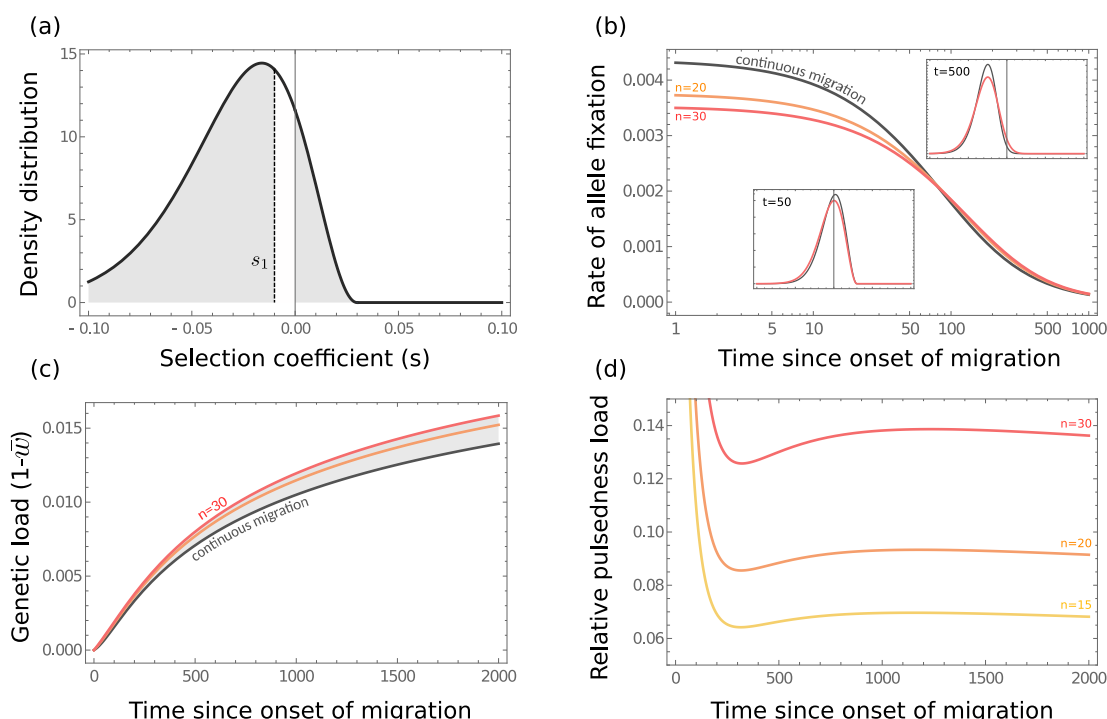 (a)
Density distribution
15
10
5
0
s1
- 0.10
- 0.05
0.00
0.05
0.10
Selection coefficient (s)
(b)
Rate of allele fixation
0.004
0.003
0.002
0.001
0.000
continuous migration
n=20
n=30
t=500
t=50
1
5
10
50
100
500
1000
Time since onset of migration
(c)
Genetic load (1-w̅)
0.015
0.010
0.005
0.000
n=30
continuous migration
0
500
1000
1500
2000
Time since onset of migration
(d)
Relative pulsedness load
0.14
0.12
0.10
0.08
0.06
n=30
n=20
n=15
0
500
1000
1500
2000
Time since onset of migration